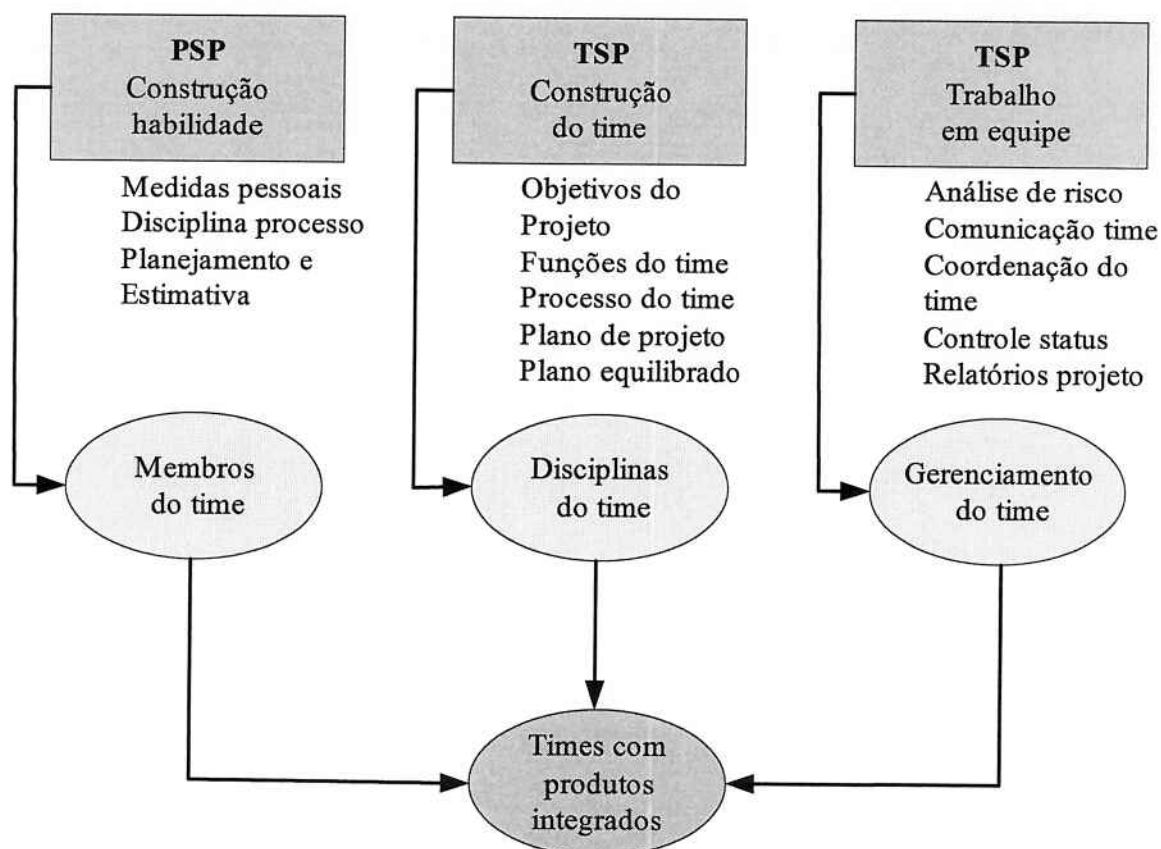 PSP
Construção
habilidade
Medidas pessoais
Disciplina processo
Planejamento e
Estimativa
Membros
do time
TSP
Construção
do time
Objetivos do
Projeto
Funções do time
Processo do time
Plano de projeto
Plano equilibrado
Disciplinas
do time
TSP
Trabalho
em equipe
Análise de risco
Comunicação time
Coordenação do
time
Controle status
Relatórios projeto
Gerenciamento
do time
Times com
produtos
integrados